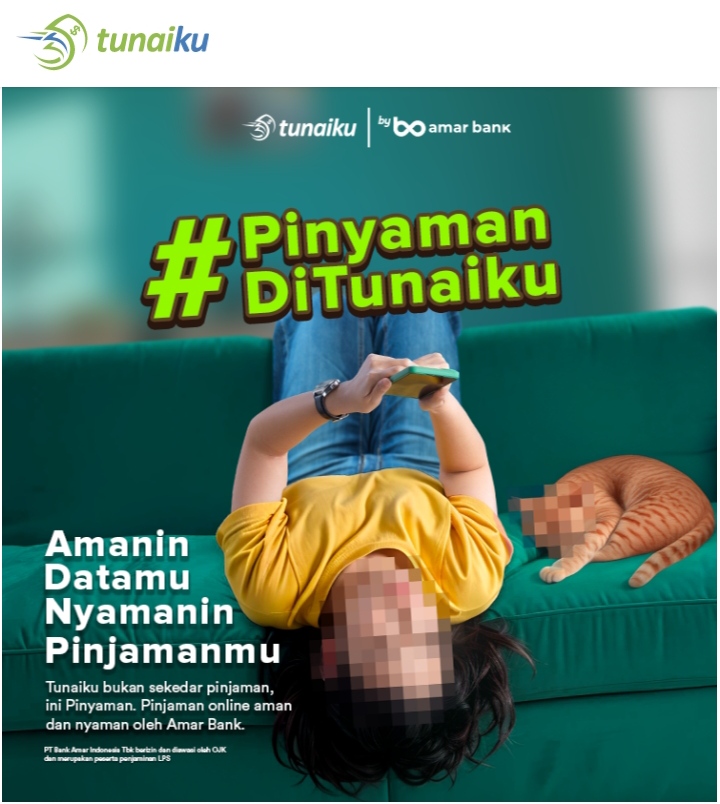 tunaiku
tunaiku by amar bank
#Pinyaman
DiTunaiku
Amanin
Datamu
Nyamanin
Pinjamanmu
Tunaiku bukan sekedar pinjaman,
ini Pinyaman. Pinjaman online aman
dan nyaman oleh Amar Bank.
PT Bank Amar Indonesia Tbk berizin dan diawasi oleh OJK
dan merupakan peserta penjaminan LPS